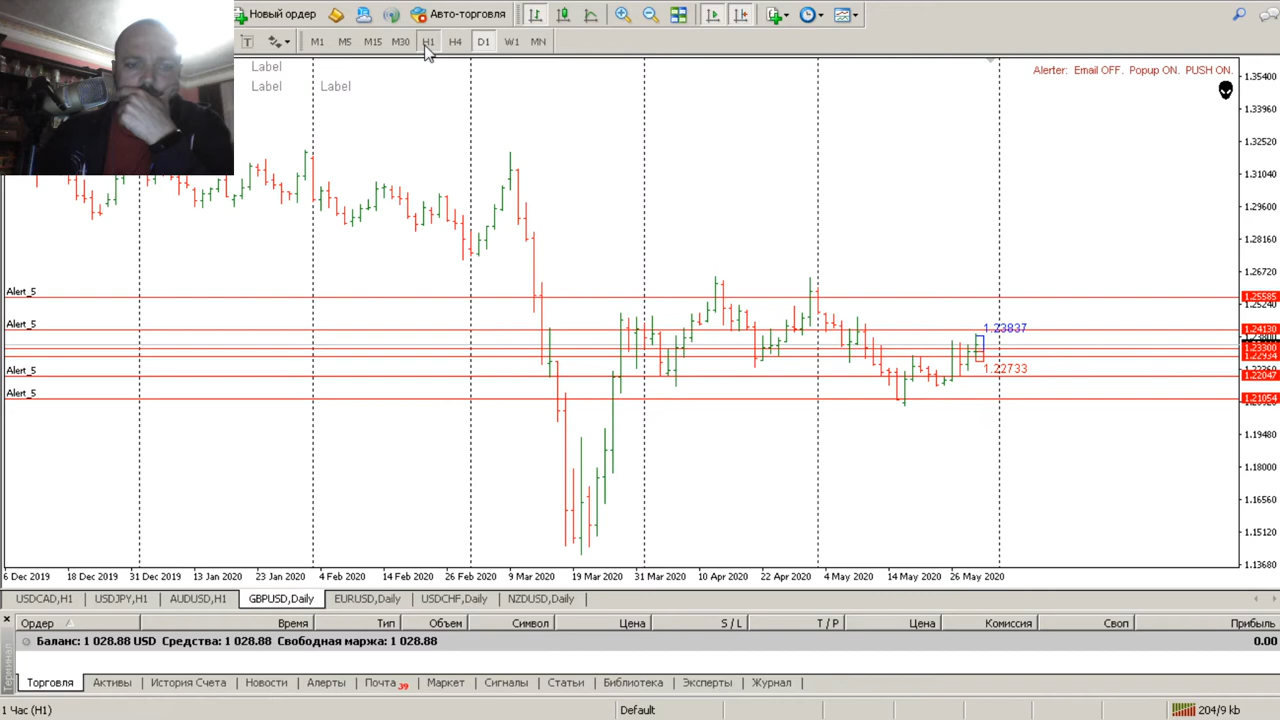 Новый ордер
Авто-торговля
T
M1 M5 M15 M30 H1 H4 D1 W1 MN
Label
Label Label
Alerter: Email OFF. Popup ON. PUSH ON.
1.35400
1.33960
1.32520
1.31040
1.29600
1.28160
1.26720
Alert_5 1.25585
1.25240
Alert_5 1.24130
1.23837
1.23300
1.22733
Alert_5 1.22047
Alert_5 1.21054
1.19480
1.18000
1.16560
1.15120
1.13680
6 Dec 2019 18 Dec 2019 31 Dec 2019 13 Jan 2020 23 Jan 2020 4 Feb 2020 14 Feb 2020 26 Feb 2020 9 Mar 2020 19 Mar 2020 31 Mar 2020 10 Apr 2020 22 Apr 2020 4 May 2020 14 May 2020 26 May 2020
USDCAD,H1 USDJPY,H1 AUDUSD,H1 GBPUSD,Daily EURUSD,Daily USDCHF,Daily NZDUSD,Daily
Ордер Время Тип Объем Символ Цена S / L T / P Цена Комиссия Своп Прибыль
Баланс: 1 028.88 USD Средства: 1 028.88 Свободная маржа: 1 028.88 0.00
Терминал
Торговля Активы История Счета Новости Алерты Почта 39 Маркет Сигналы Статьи Библиотека Эксперты Журнал
1 Час (H1) Default 204/9 kb